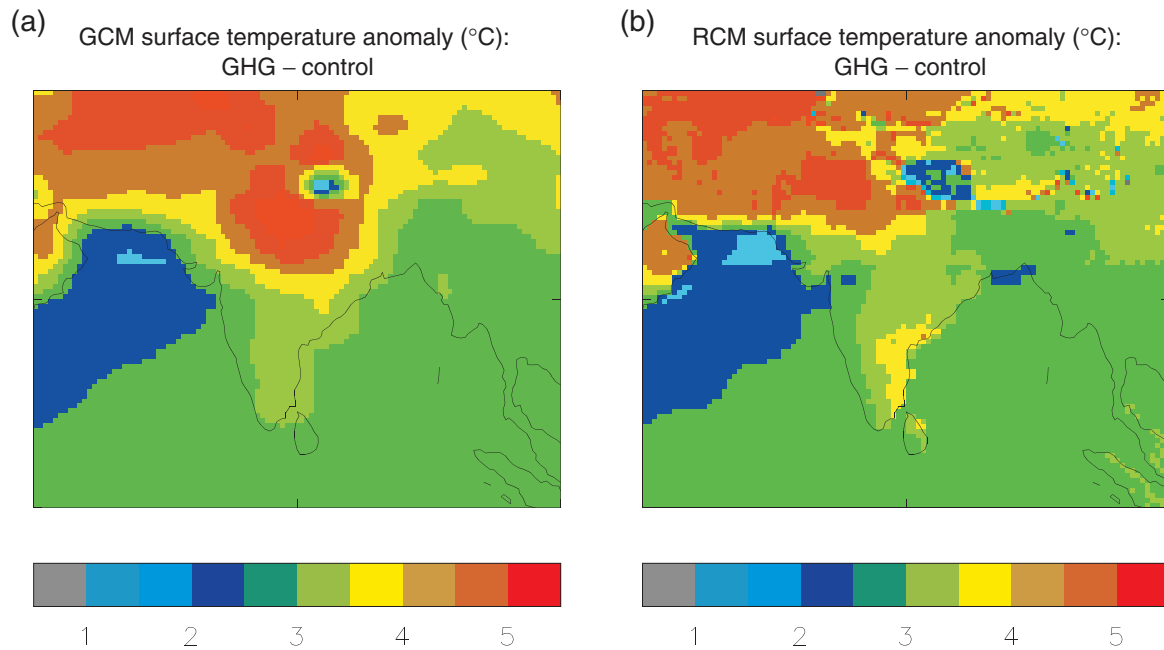 (a)
GCM surface temperature anomaly (°C):
GHG – control
1 2 3 4 5
(b)
RCM surface temperature anomaly (°C):
GHG – control
1 2 3 4 5